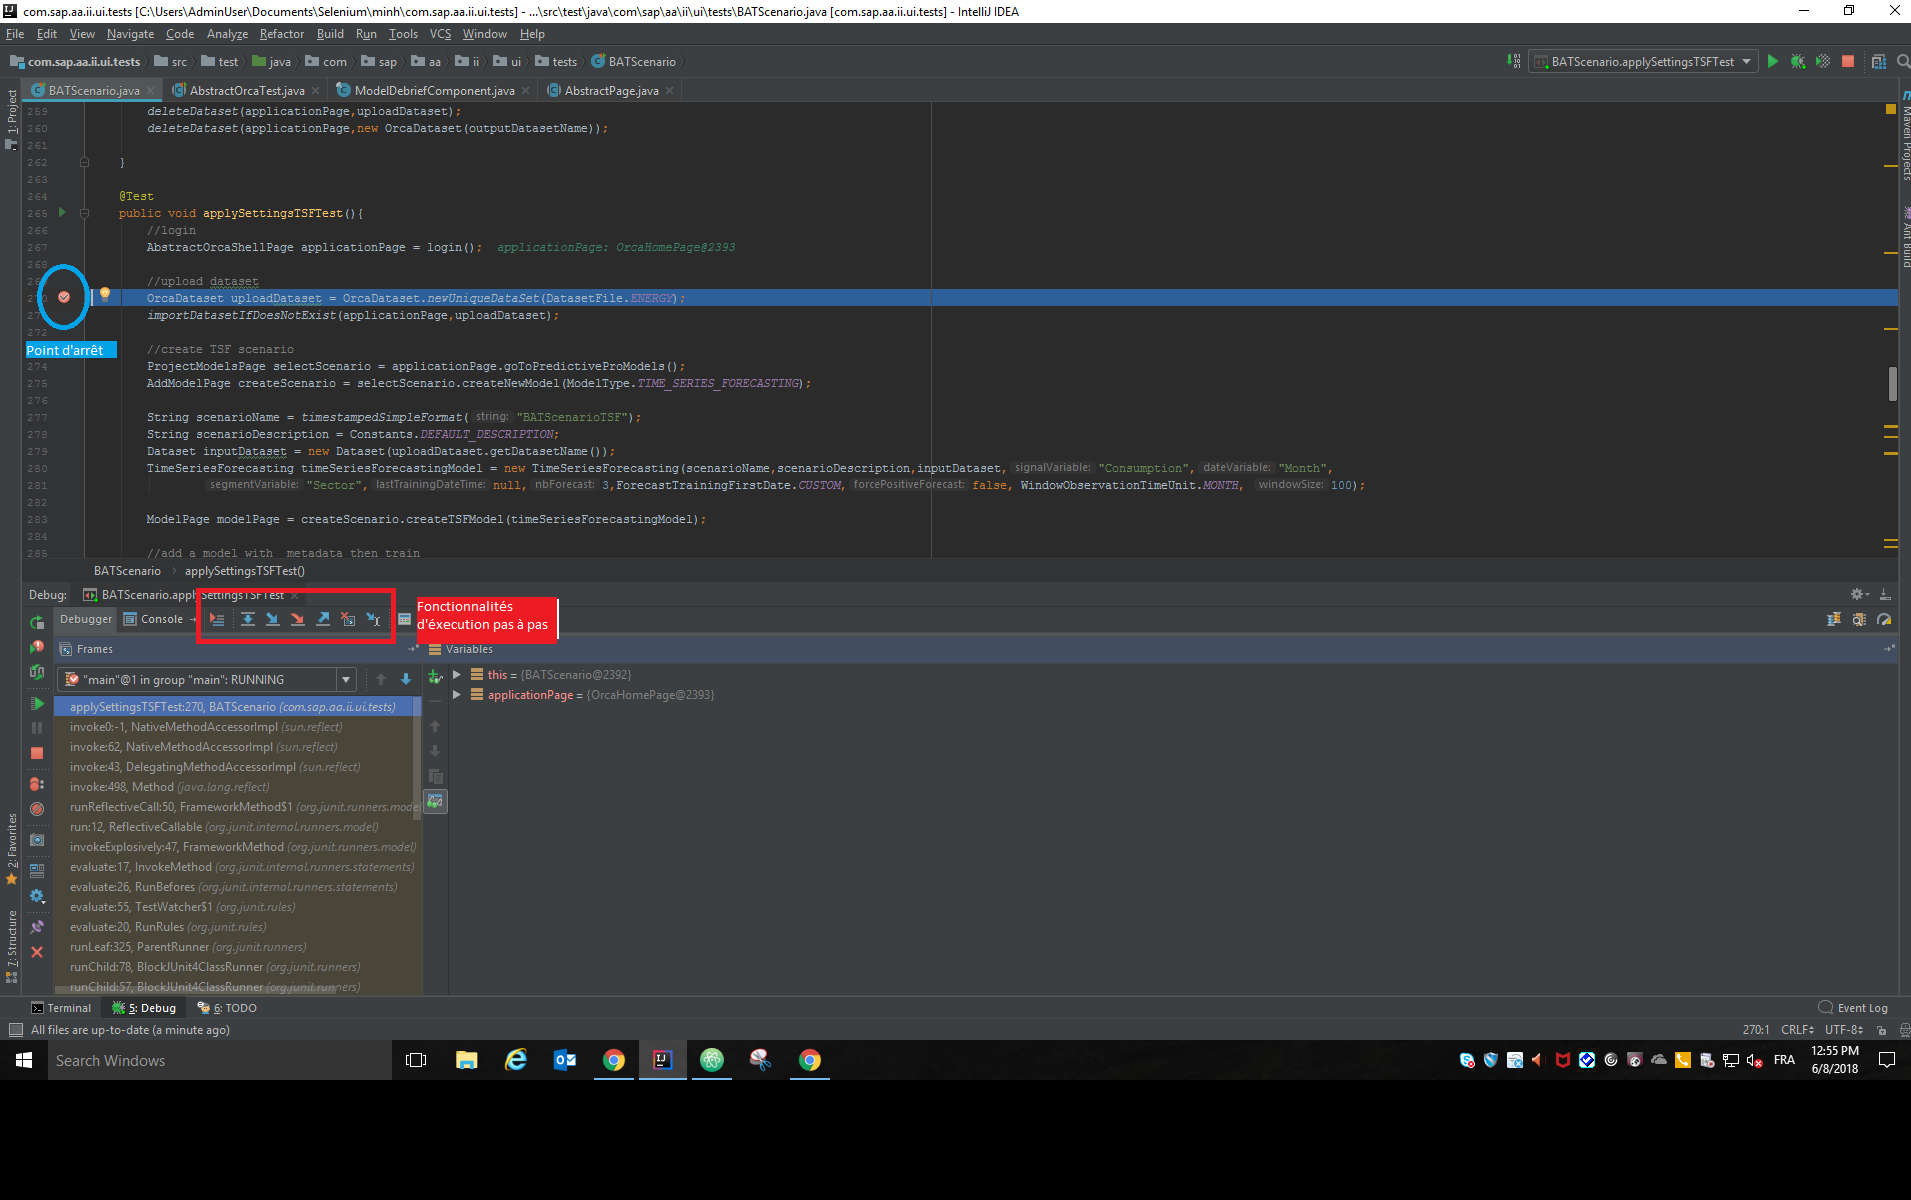 com.sap.aa.ii.ui.tests [C:\Users\AdminUser\Documents\Selenium\minh\com.sap.aa.ii.ui.tests] - ...\src\test\java\com\sap\aa\ii\ui\tests\BATScenario.java [com.sap.aa.ii.ui.tests] - IntelliJ IDEA
File Edit View Navigate Code Analyze Refactor Build Run Tools VCS Window Help
com.sap.aa.ii.ui.tests src test java com sap aa ii ui tests BATScenario
BATScenario.applySettingsTSFTest
BATScenario.java AbstractOrcaTest.java ModelDebriefComponent.java AbstractPage.java
1: Project
Maven Projects
Ant Build
259 deleteDataset(applicationPage,uploadDataset);
260 deleteDataset(applicationPage,new OrcaDataset(outputDatasetName));
261
262 }
263
264 @Test
265 public void applySettingsTSFTest(){
266 //login
267 AbstractOrcaShellPage applicationPage = login(); applicationPage: OrcaHomePage@2393
268
//upload dataset
OrcaDataset uploadDataset = OrcaDataset.newUniqueDataSet(DatasetFile.ENERGY);
importDatasetIfDoesNotExist(applicationPage,uploadDataset);
272
Point d'arrêt //create TSF scenario
274 ProjectModelsPage selectScenario = applicationPage.goToPredictiveProModels();
275 AddModelPage createScenario = selectScenario.createNewModel(ModelType.TIME_SERIES_FORECASTING);
276
277 String scenarioName = timestampedSimpleFormat( string: "BATScenarioTSF");
278 String scenarioDescription = Constants.DEFAULT_DESCRIPTION;
279 Dataset inputDataset = new Dataset(uploadDataset.getDatasetName());
280 TimeSeriesForecasting timeSeriesForecastingModel = new TimeSeriesForecasting(scenarioName,scenarioDescription,inputDataset, signalVariable: "Consumption", dateVariable: "Month",
281 segmentVariable: "Sector", lastTrainingDateTime: null, nbForecast: 3,ForecastTrainingFirstDate.CUSTOM, forcePositiveForecast: false, WindowObservationTimeUnit.MONTH, windowSize: 100);
282
283 ModelPage modelPage = createScenario.createTSFModel(timeSeriesForecastingModel);
284
285 //add a model with metadata then train
BATScenario applySettingsTSFTest()
Debug: BATScenario.applySettingsTSFTest
Debugger Console
Fonctionnalités
d'éxecution pas à pas
Frames Variables
"main"@1 in group "main": RUNNING
this = {BATScenario@2392}
applicationPage = {OrcaHomePage@2393}
applySettingsTSFTest:270, BATScenario (com.sap.aa.ii.ui.tests)
invoke0:-1, NativeMethodAccessorImpl (sun.reflect)
invoke:62, NativeMethodAccessorImpl (sun.reflect)
invoke:43, DelegatingMethodAccessorImpl (sun.reflect)
invoke:498, Method (java.lang.reflect)
runReflectiveCall:50, FrameworkMethod$1 (org.junit.runners.mode
run:12, ReflectiveCallable (org.junit.internal.runners.model)
invokeExplosively:47, FrameworkMethod (org.junit.runners.model)
evaluate:17, InvokeMethod (org.junit.internal.runners.statements)
evaluate:26, RunBefores (org.junit.internal.runners.statements)
evaluate:55, TestWatcher$1 (org.junit.rules)
evaluate:20, RunRules (org.junit.rules)
runLeaf:325, ParentRunner (org.junit.runners)
runChild:78, BlockJUnit4ClassRunner (org.junit.runners)
runChild:57, BlockJUnit4ClassRunner (org.junit.runners)
2: Favorites
7: Structure
Terminal 5: Debug 6: TODO Event Log
All files are up-to-date (a minute ago) 270:1 CRLF UTF-8
Search Windows
FRA
12:55 PM
6/8/2018